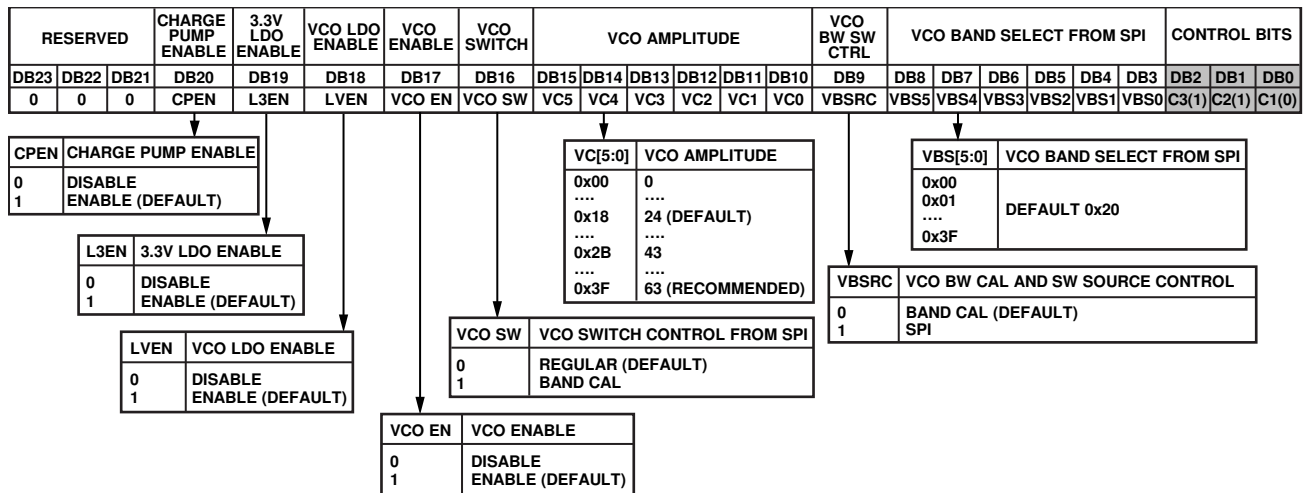 RESERVED CHARGE PUMP ENABLE 3.3V LDO ENABLE VCO LDO ENABLE VCO ENABLE VCO SWITCH VCO AMPLITUDE VCO BW SW CTRL VCO BAND SELECT FROM SPI CONTROL BITS
DB23 DB22 DB21 DB20 DB19 DB18 DB17 DB16 DB15 DB14 DB13 DB12 DB11 DB10 DB9 DB8 DB7 DB6 DB5 DB4 DB3 DB2 DB1 DB0
0 0 0 CPEN L3EN LVEN VCO EN VCO SW VC5 VC4 VC3 VC2 VC1 VC0 VBSRC VBS5 VBS4 VBS3 VBS2 VBS1 VBS0 C3(1) C2(1) C1(0)
CPEN CHARGE PUMP ENABLE
0 DISABLE
1 ENABLE (DEFAULT)
L3EN 3.3V LDO ENABLE
0 DISABLE
1 ENABLE (DEFAULT)
LVEN VCO LDO ENABLE
0 DISABLE
1 ENABLE (DEFAULT)
VCO EN VCO ENABLE
0 DISABLE
1 ENABLE (DEFAULT)
VCO SW VCO SWITCH CONTROL FROM SPI
0 REGULAR (DEFAULT)
1 BAND CAL
VC[5:0] VCO AMPLITUDE
0x00 0
.... ....
0x18 24 (DEFAULT)
.... ....
0x2B 43
.... ....
0x3F 63 (RECOMMENDED)
VBSRC VCO BW CAL AND SW SOURCE CONTROL
0 BAND CAL (DEFAULT)
1 SPI
VBS[5:0] VCO BAND SELECT FROM SPI
0x00
0x01
....
0x3F
DEFAULT 0x20